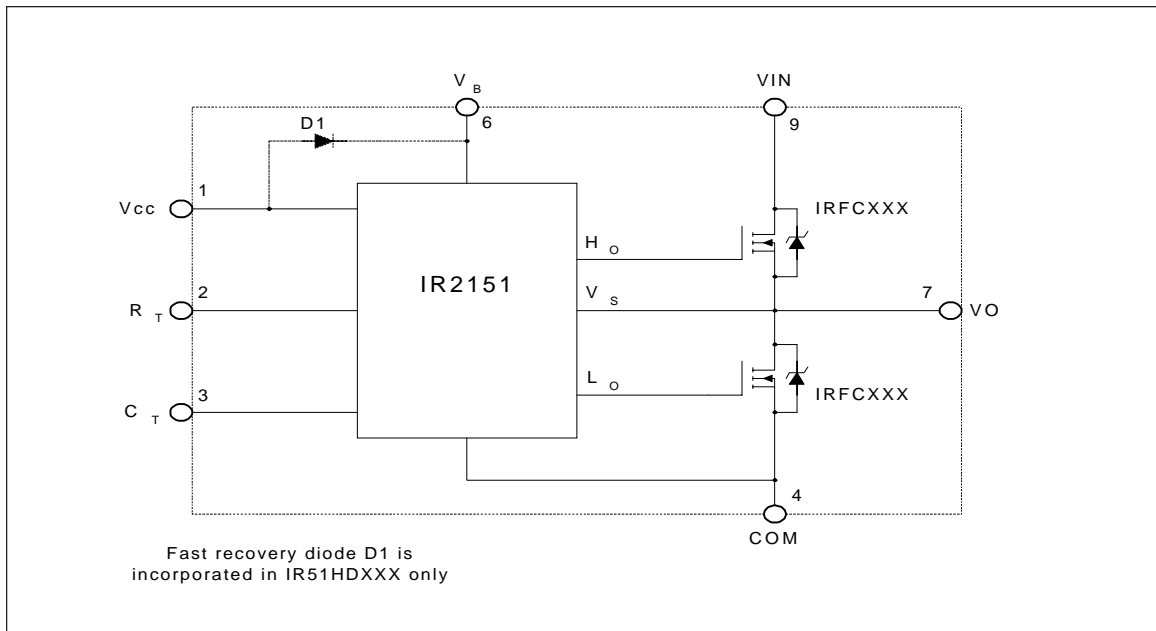 V B
VIN
6
9
D1
1
Vcc
IRFCXXX
H O
IR2151
2
V S
7
R T
VO
L O
3
IRFCXXX
C T
4
COM
Fast recovery diode D1 is
incorporated in IR51HDXXX only